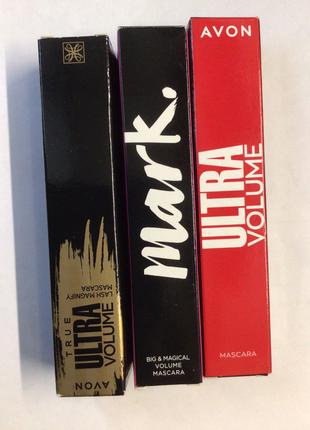 TRUE
ULTRA
VOLUME
LASH MAGNIFY
MASCARA
AVON
mark.
BIG & MAGICAL
VOLUME
MASCARA
AVON
ULTRA
VOLUME
MASCARA